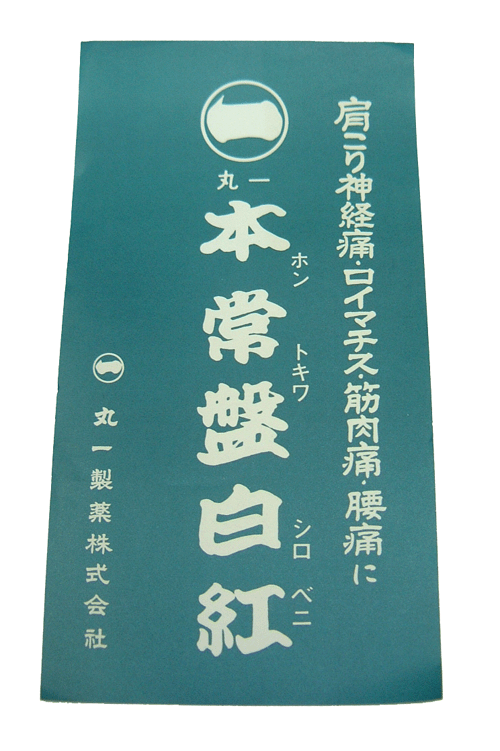 肩こり神経痛・ロイマチス・筋肉痛・腰痛に
一
丸一
本常盤白紅
ホン トキワ シロ ベニ
一
丸一製薬株式会社